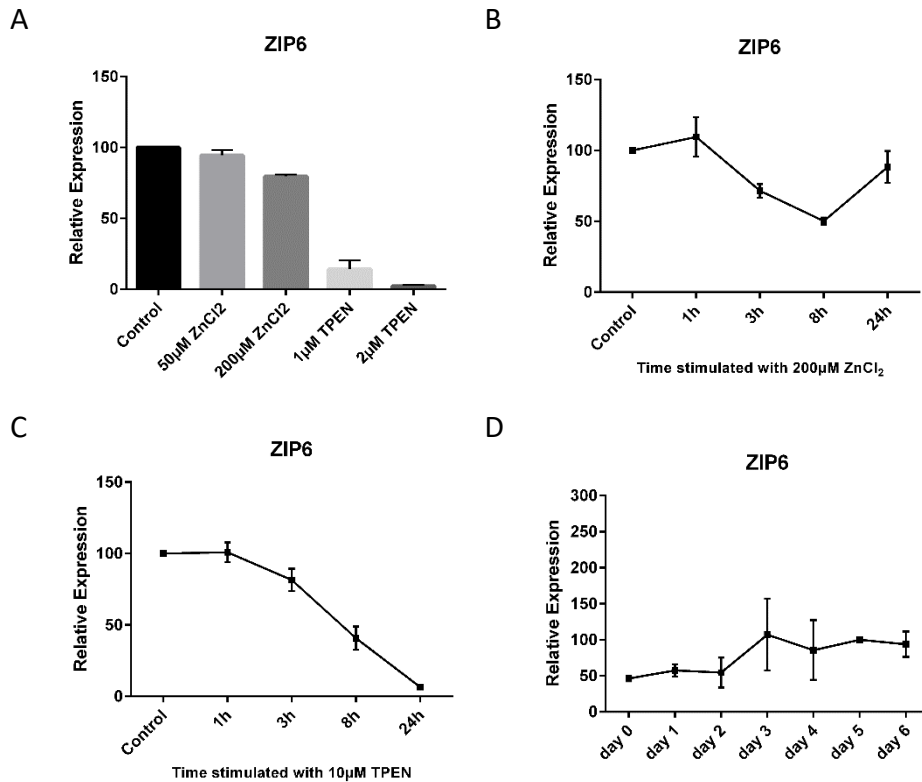 A
ZIP6
150
100
50
0
Relative Expression
Control
50µM ZnCl2
200µM ZnCl2
1µM TPEN
2µM TPEN
B
ZIP6
150
100
50
0
Relative Expression
Control
1h
3h
8h
24h
Time stimulated with 200µM ZnCl₂
C
ZIP6
150
100
50
0
Relative Expression
Control
1h
3h
8h
24h
Time stimulated with 10µM TPEN
D
ZIP6
300
250
200
150
100
50
0
Relative Expression
day 0
day 1
day 2
day 3
day 4
day 5
day 6